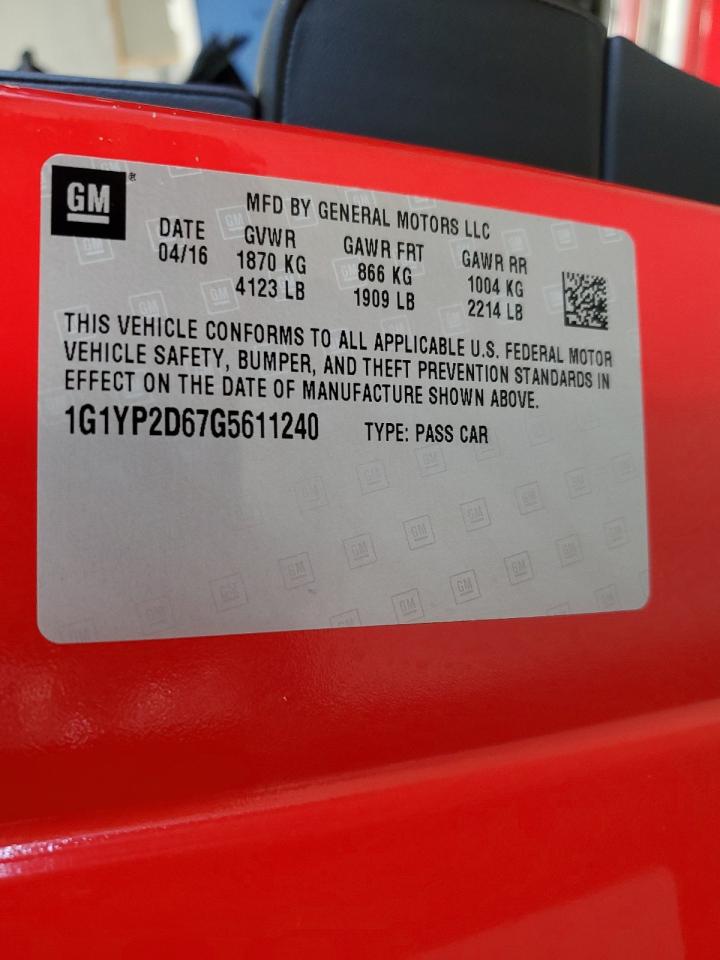 GM ®
MFD BY GENERAL MOTORS LLC
DATE GVWR GAWR FRT GAWR RR
04/16 1870 KG 866 KG 1004 KG
4123 LB 1909 LB 2214 LB
THIS VEHICLE CONFORMS TO ALL APPLICABLE U.S. FEDERAL MOTOR
VEHICLE SAFETY, BUMPER, AND THEFT PREVENTION STANDARDS IN
EFFECT ON THE DATE OF MANUFACTURE SHOWN ABOVE.
1G1YP2D67G5611240 TYPE: PASS CAR